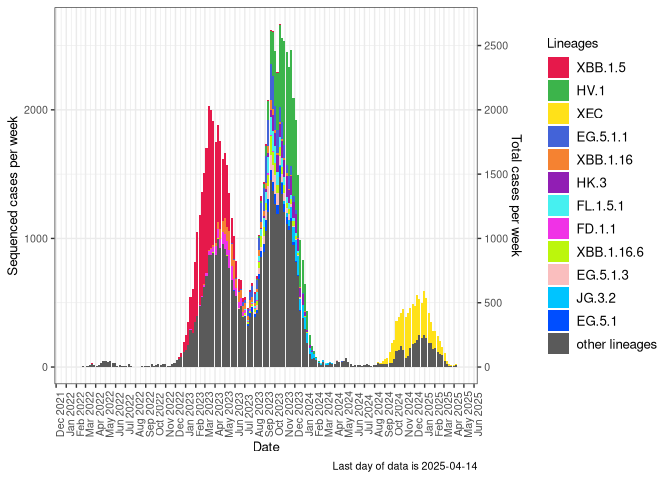 Sequenced cases per week
0
1000
2000
0
500
1000
1500
2000
2500
Total cases per week
Dec 2021
Jan 2022
Feb 2022
Mar 2022
Apr 2022
May 2022
Jun 2022
Jul 2022
Aug 2022
Sep 2022
Oct 2022
Nov 2022
Dec 2022
Jan 2023
Feb 2023
Mar 2023
Apr 2023
May 2023
Jun 2023
Jul 2023
Aug 2023
Sep 2023
Oct 2023
Nov 2023
Dec 2023
Jan 2024
Feb 2024
Mar 2024
Apr 2024
May 2024
Jun 2024
Jul 2024
Aug 2024
Sep 2024
Oct 2024
Nov 2024
Dec 2024
Jan 2025
Feb 2025
Mar 2025
Apr 2025
May 2025
Jun 2025
Date
Last day of data is 2025-04-14
Lineages
XBB.1.5
HV.1
XEC
EG.5.1.1
XBB.1.16
HK.3
FL.1.5.1
FD.1.1
XBB.1.16.6
EG.5.1.3
JG.3.2
EG.5.1
other lineages